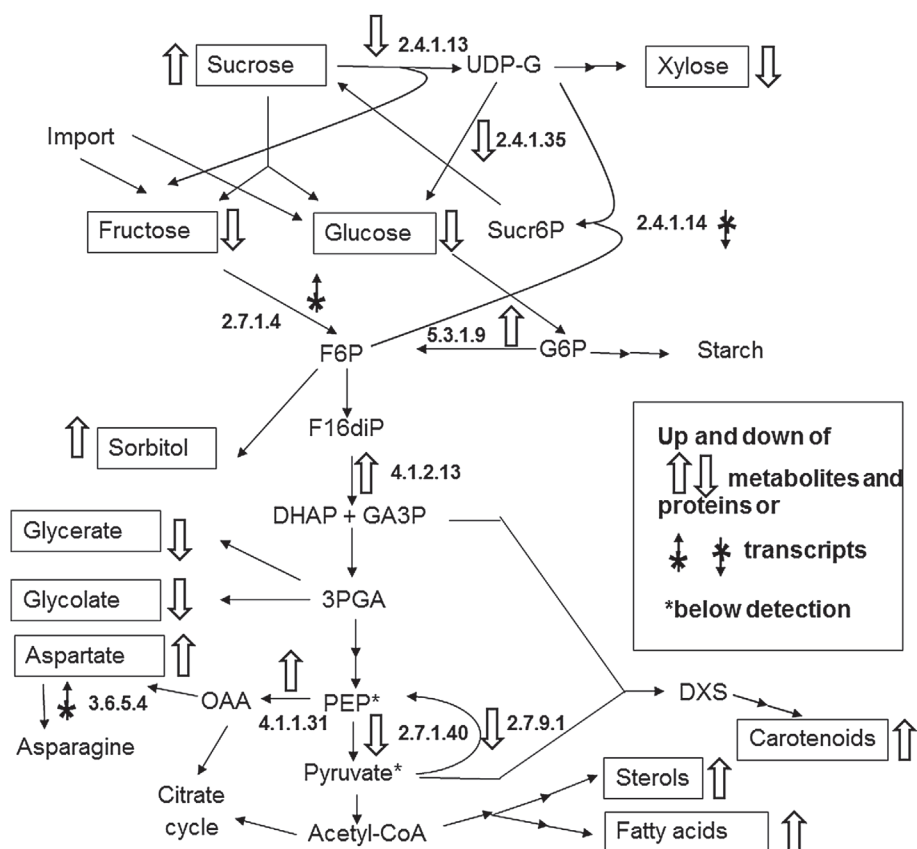 2.4.1.13
Sucrose
UDP-G
Xylose
Import
2.4.1.35
Fructose
Glucose
Sucr6P
2.4.1.14
2.7.1.4
5.3.1.9
F6P
G6P
Starch
F16diP
Sorbitol
4.1.2.13
DHAP + GA3P
Glycerate
3PGA
Glycolate
Aspartate
OAA
3.6.5.4
4.1.1.31
PEP*
2.7.1.40
2.7.9.1
DXS
Asparagine
Carotenoids
Pyruvate*
Sterols
Citrate
cycle
Acetyl-CoA
Fatty acids
Up and down of
metabolites and
proteins or
transcripts
*below detection